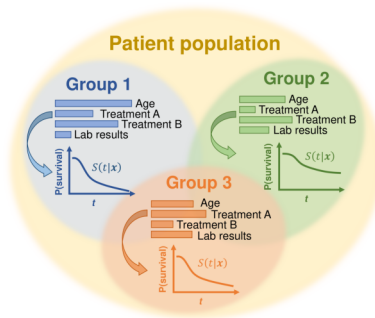 Patient population
Group 1
Age
Treatment A
Treatment B
Lab results
P(survival)
S(t|x)
t
Group 2
Age
Treatment A
Treatment B
Lab results
P(survival)
S(t|x)
t
Group 3
Age
Treatment A
Treatment B
Lab results
P(survival)
S(t|x)
t